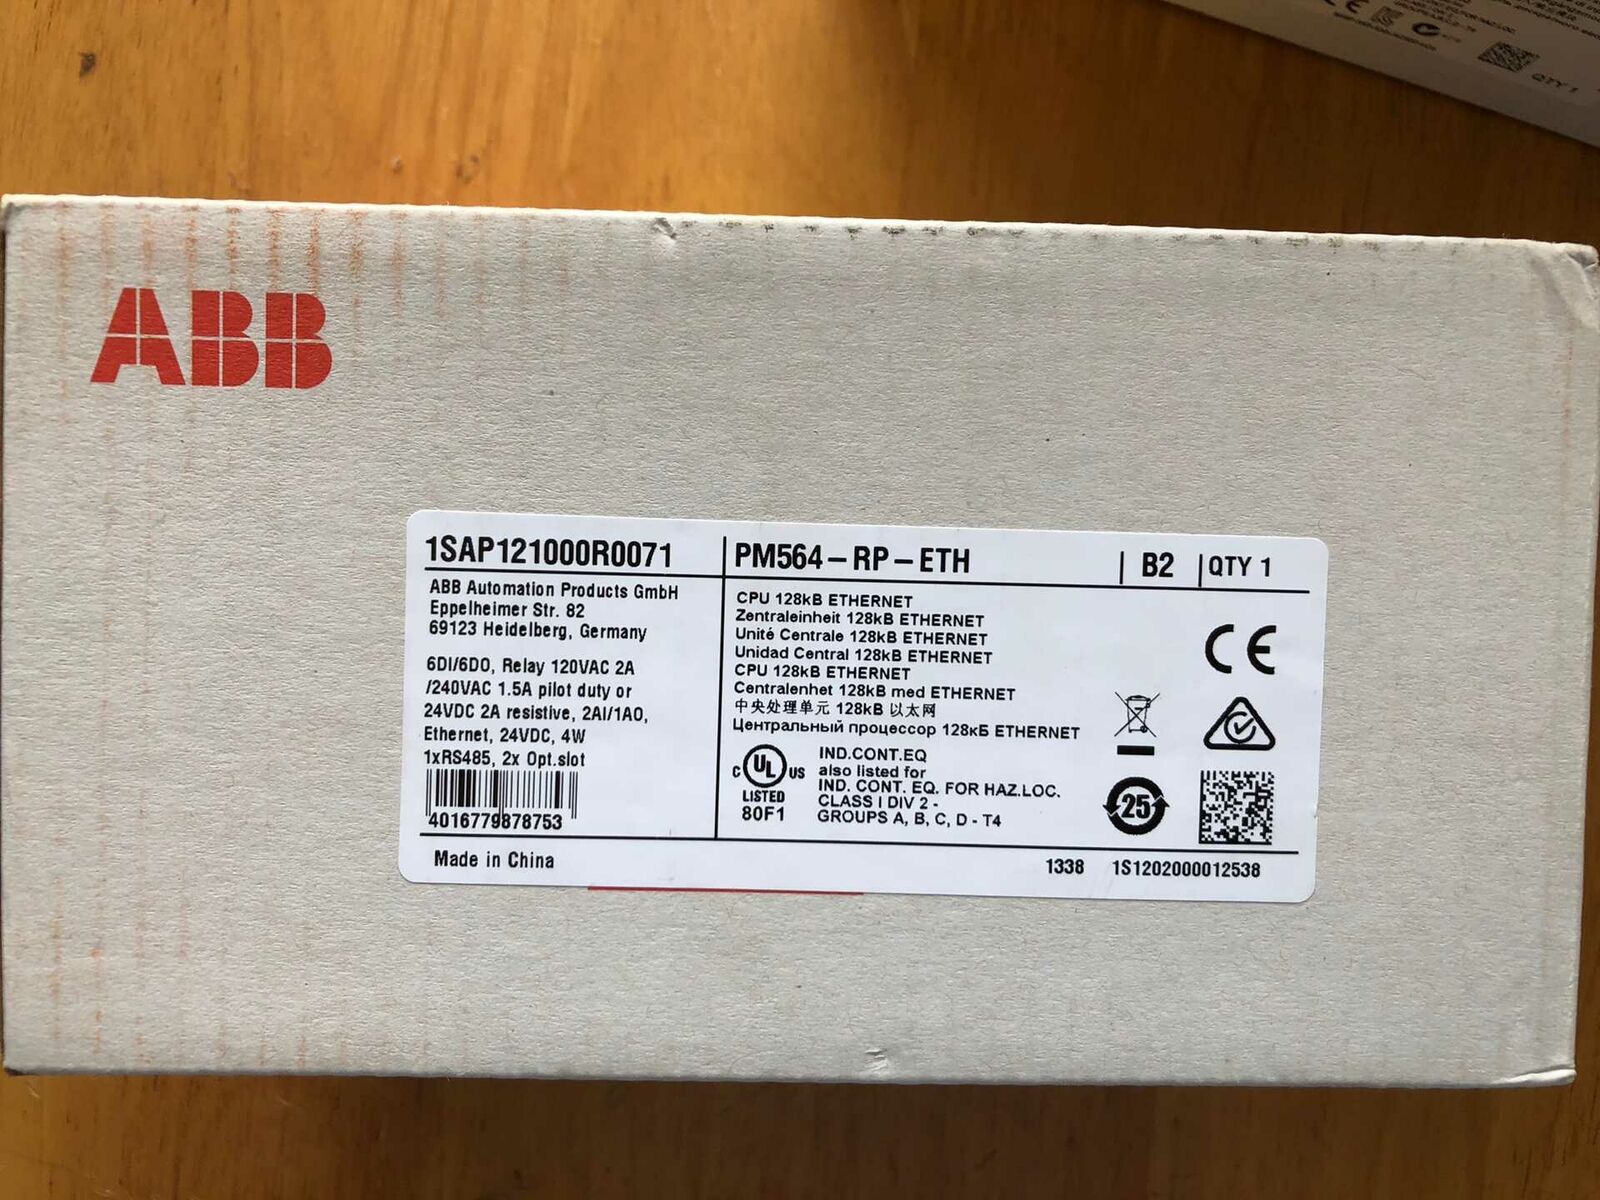 ABB
1SAP121000R0071
PM564-RP-ETH
B2
QTY 1
ABB Automation Products GmbH
Eppelheimer Str. 82
69123 Heidelberg, Germany
6DI/6DO, Relay 120VAC 2A
/240VAC 1.5A pilot duty or
24VDC 2A resistive, 2AI/1AO,
Ethernet, 24VDC, 4W
1xRS485, 2x Opt.slot
4016779878753
CPU 128kB ETHERNET
Zentraleinheit 128kB ETHERNET
Unité Centrale 128kB ETHERNET
Unidad Central 128kB ETHERNET
CPU 128kB ETHERNET
Centralenhet 128kB med ETHERNET
中央处理单元 128kB 以太网
Центральный процессор 128кБ ETHERNET
C UL US
LISTED
80F1
IND.CONT.EQ
also listed for
IND. CONT. EQ. FOR HAZ.LOC.
CLASS I DIV 2 -
GROUPS A, B, C, D - T4
CE
25
Made in China
1338
1S1202000012538
QTY 1